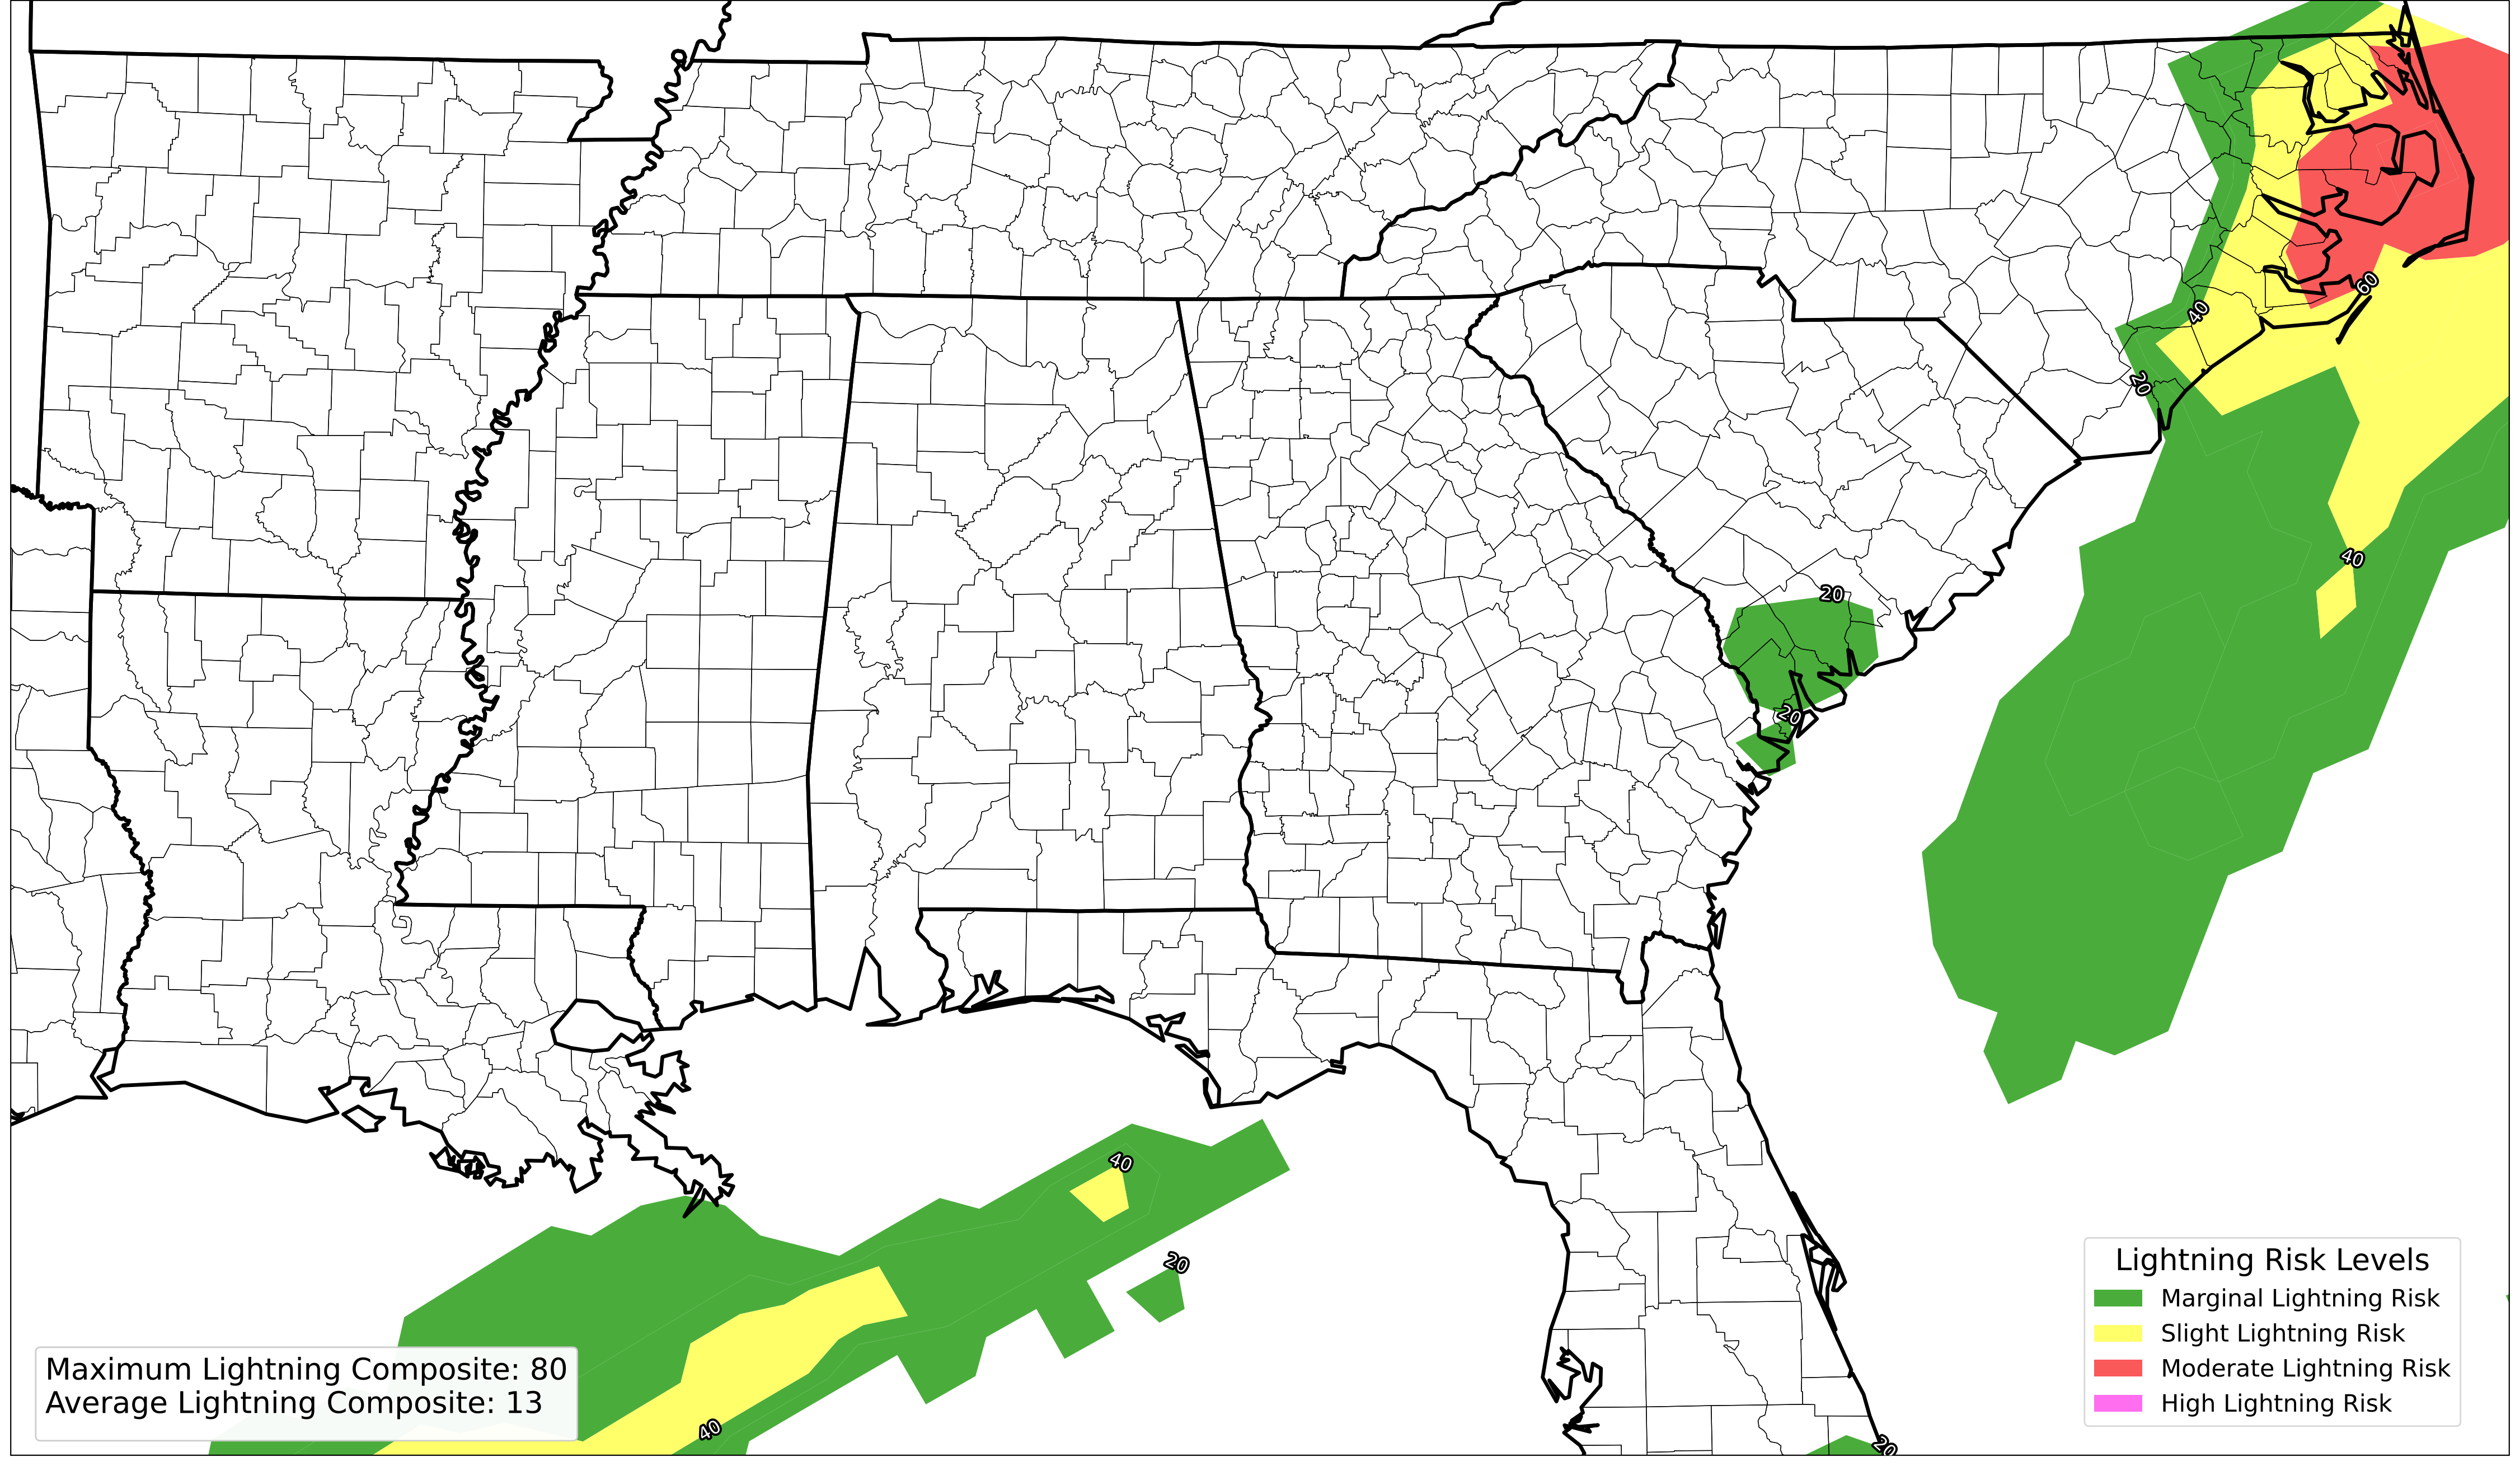 60
40
20
40
20
20
40
20
40
20
Lightning Risk Levels
Marginal Lightning Risk
Slight Lightning Risk
Moderate Lightning Risk
High Lightning Risk
Maximum Lightning Composite: 80
Average Lightning Composite: 13